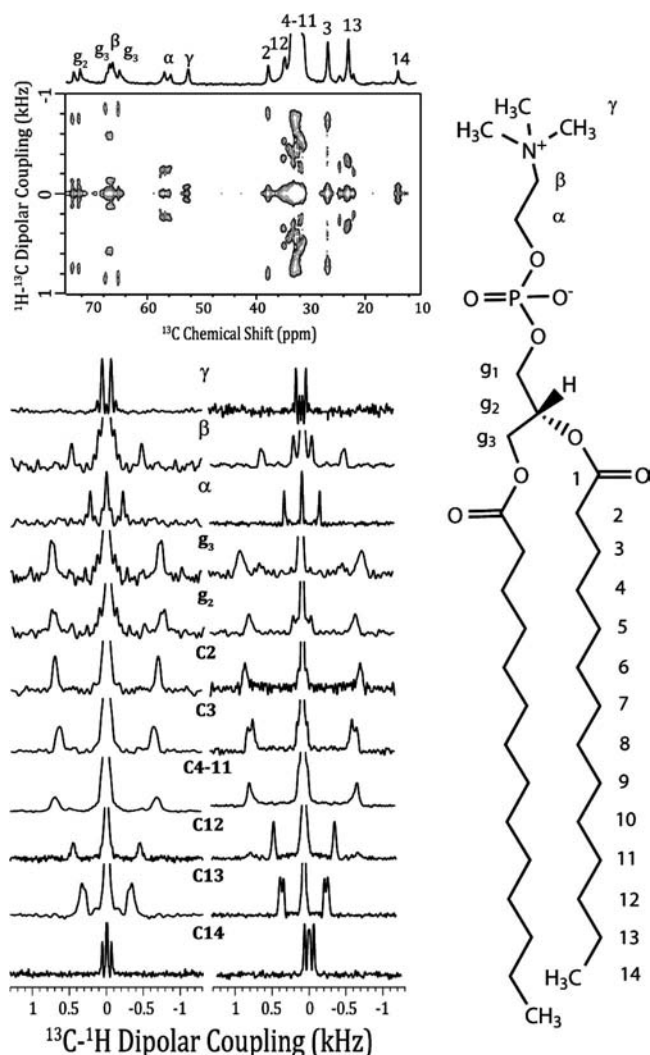 4-11
g₂ g₃ β g₃ α γ 2 12 3 13 14
-1
0
1
¹H-¹³C Dipolar Coupling (kHz)
70 60 50 40 30 20 10
¹³C Chemical Shift (ppm)
γ
β
α
g₃
g₂
C2
C3
C4-11
C12
C13
C14
1 0.5 0 -0.5 -1 1 0.5 0 -0.5 -1
¹³C-¹H Dipolar Coupling (kHz)
H₃C γ
H₃C CH₃
N⁺
β
α
O
O P O⁻
O
g₁
H
g₂
g₃ O
O 1 O
O 2
3
4
5
6
7
8
9
10
11
12
13
H₃C 14
CH₃